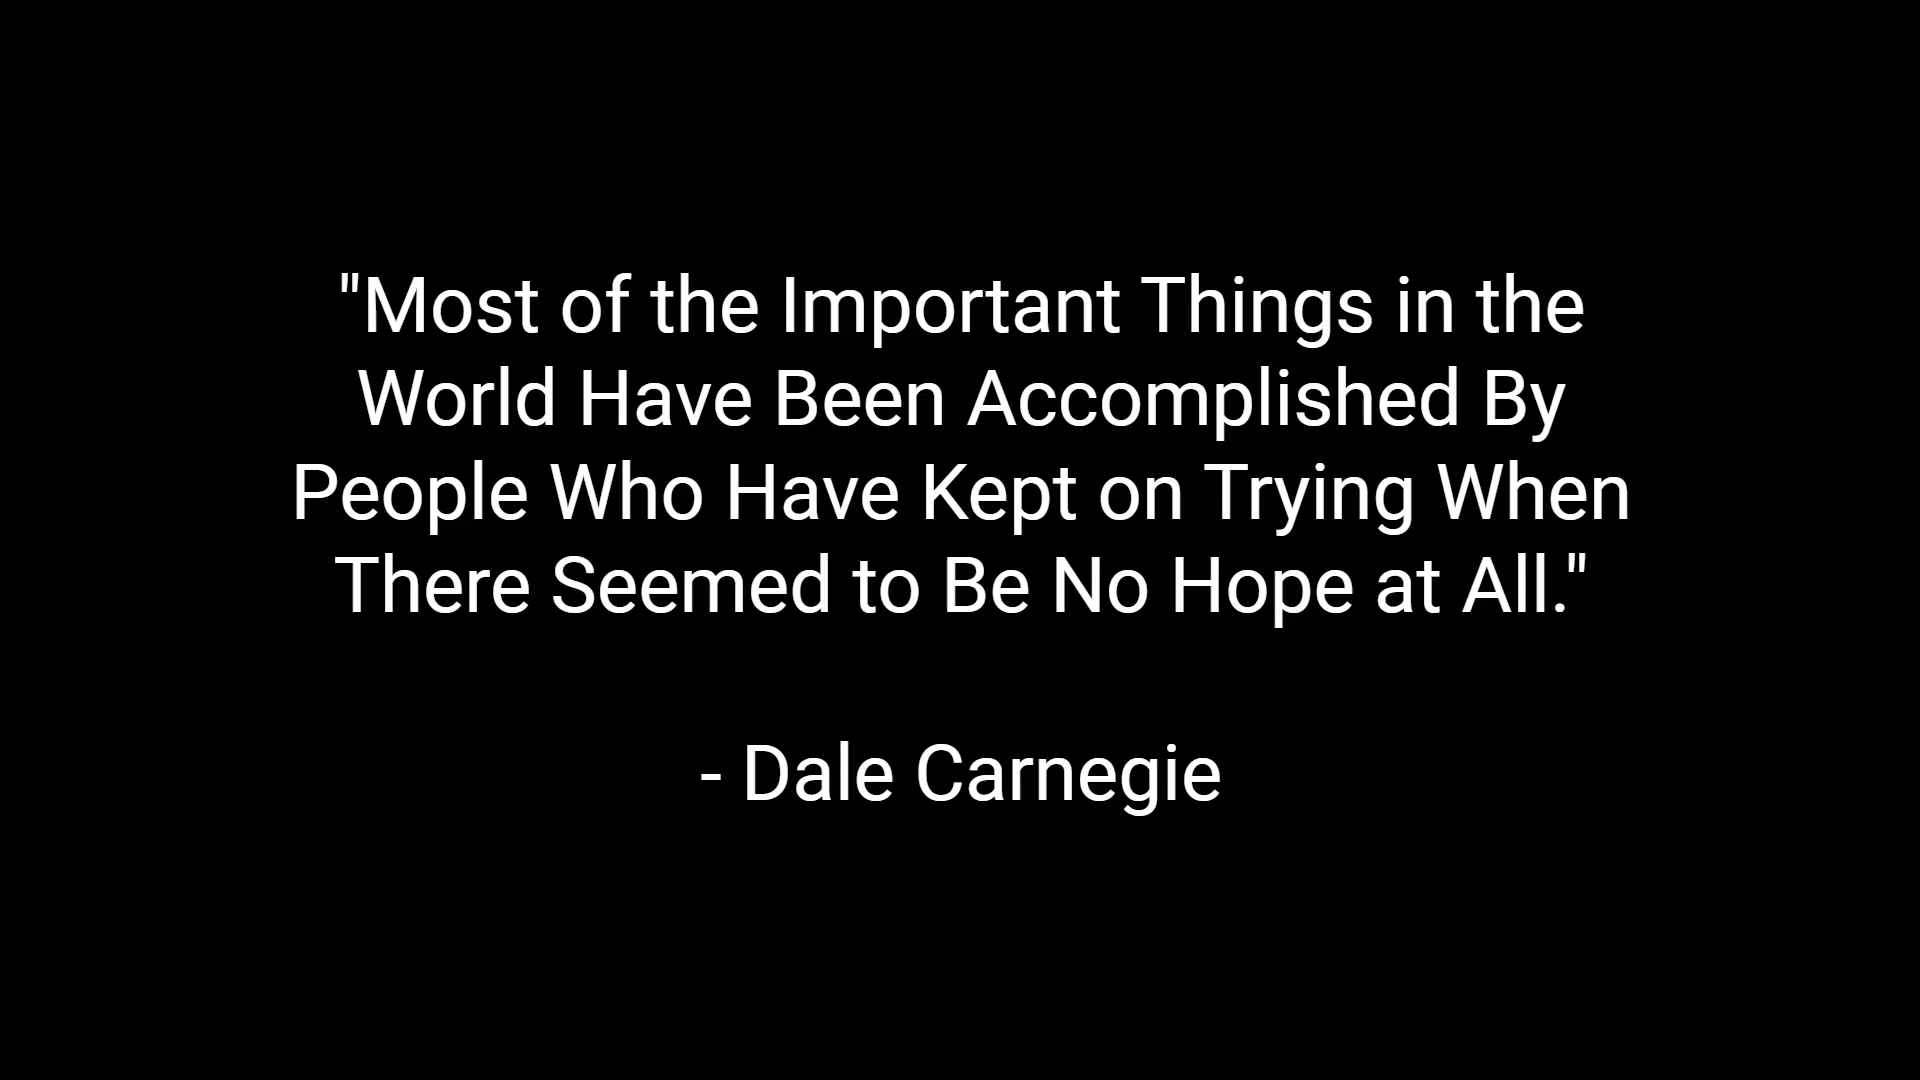 "Most of the Important Things in the
World Have Been Accomplished By
People Who Have Kept on Trying When
There Seemed to Be No Hope at All."
- Dale Carnegie